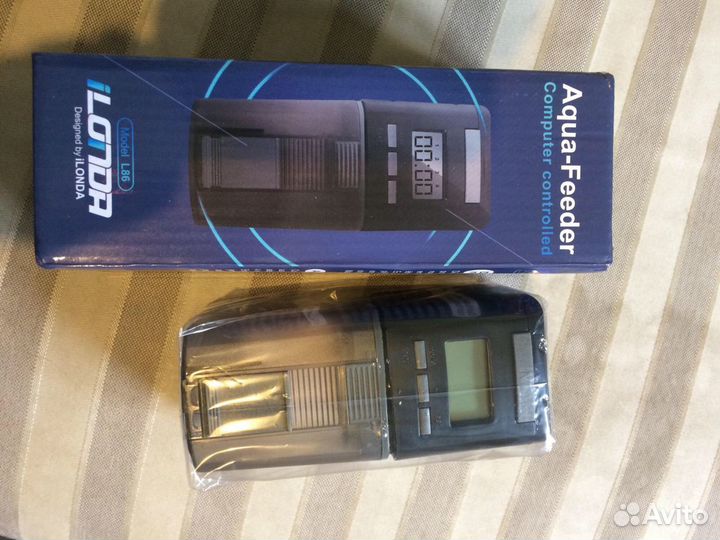 iLONDA
Designed by iLONDA
Model L86
00:00
Aqua-Feeder
Computer controlled
Avito